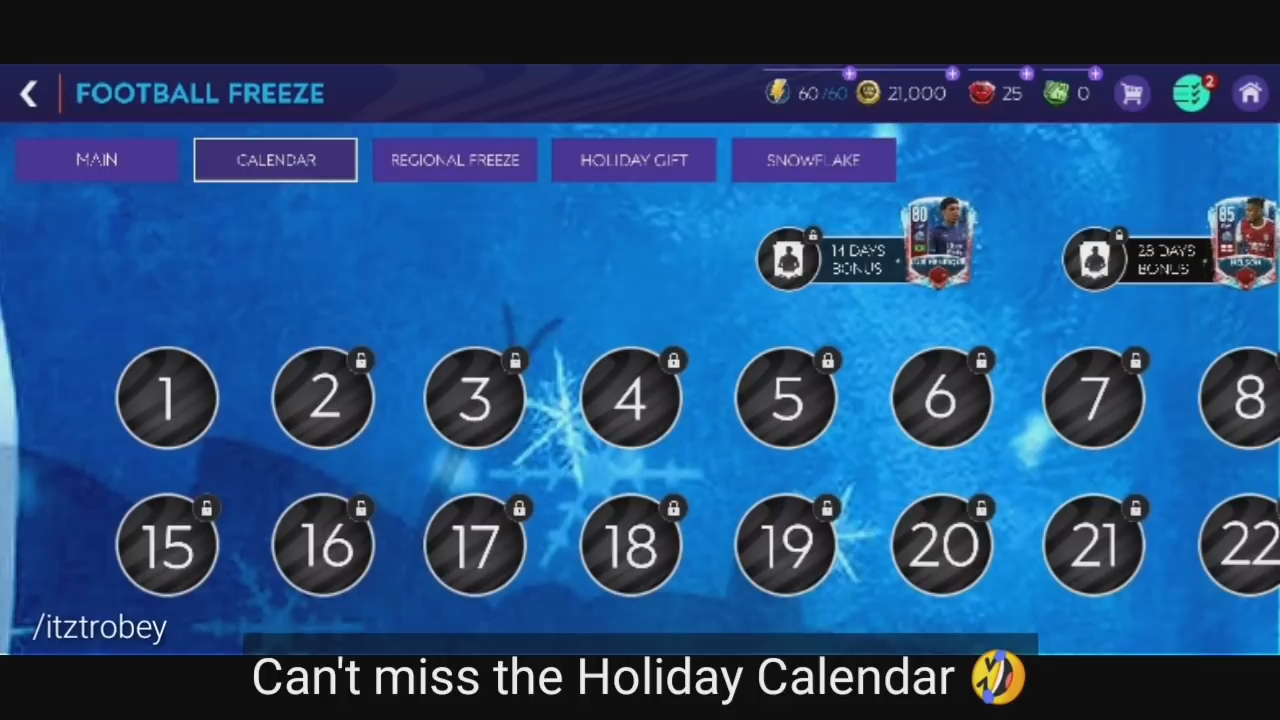 FOOTBALL FREEZE
60/60
21,000
25
0
2
MAIN
CALENDAR
REGIONAL FREEZE
HOLIDAY GIFT
SNOWFLAKE
14 DAYS
BONUS
80
28 DAYS
BONUS
85
NELSON
1
2
3
4
5
6
7
8
15
16
17
18
19
20
21
22
/itztrobey
Can't miss the Holiday Calendar 🤣